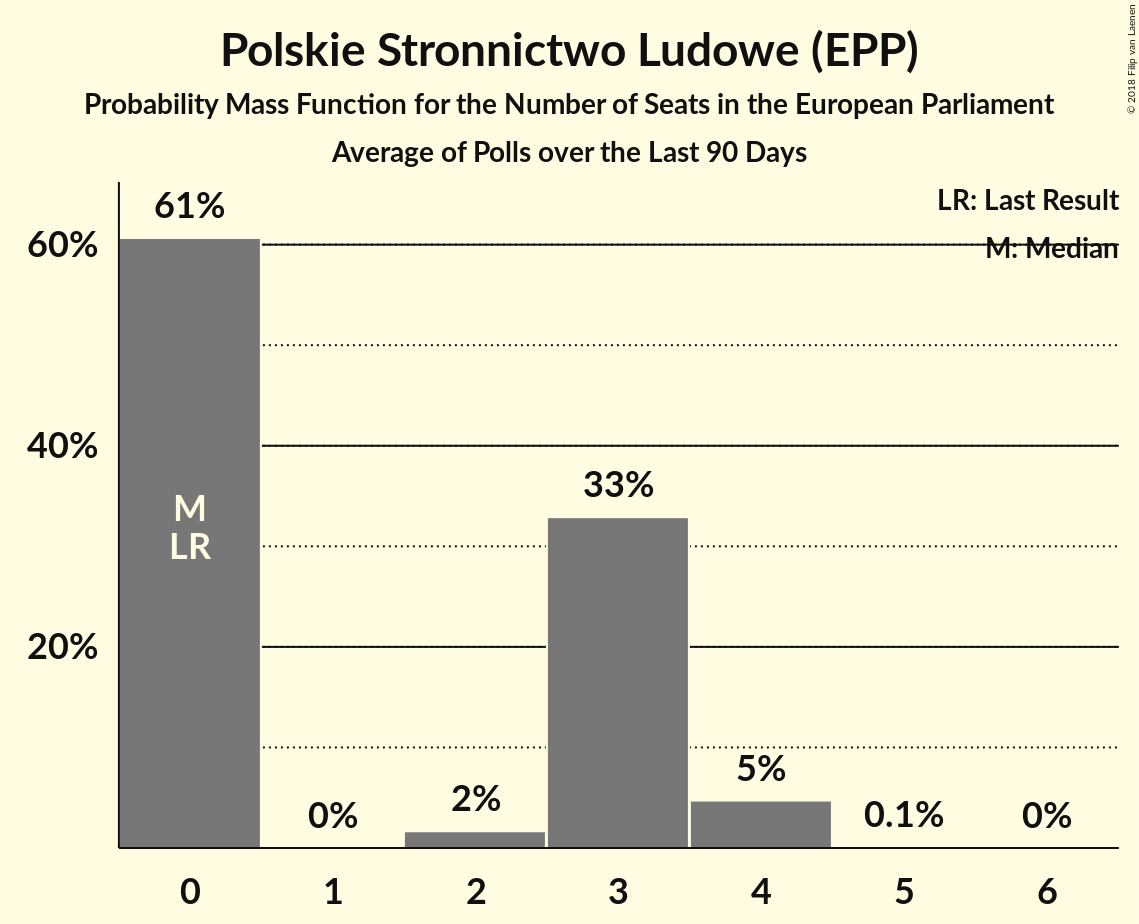 Polskie Stronnictwo Ludowe (EPP)
Probability Mass Function for the Number of Seats in the European Parliament
Average of Polls over the Last 90 Days
© 2018 Filip van Laenen
LR: Last Result
M: Median
61%
60%
40%
33%
M
LR
20%
5%
2%
0%
0.1%
0%
0 1 2 3 4 5 6